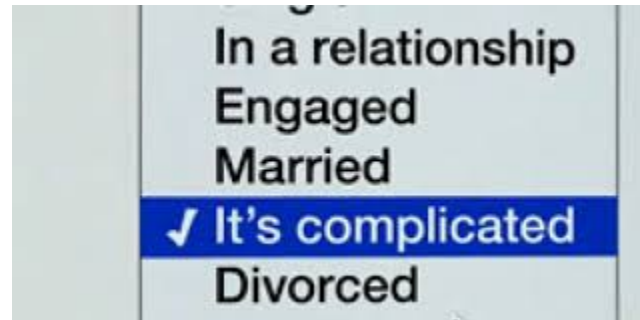 In a relationship
Engaged
Married
✓ It's complicated
Divorced